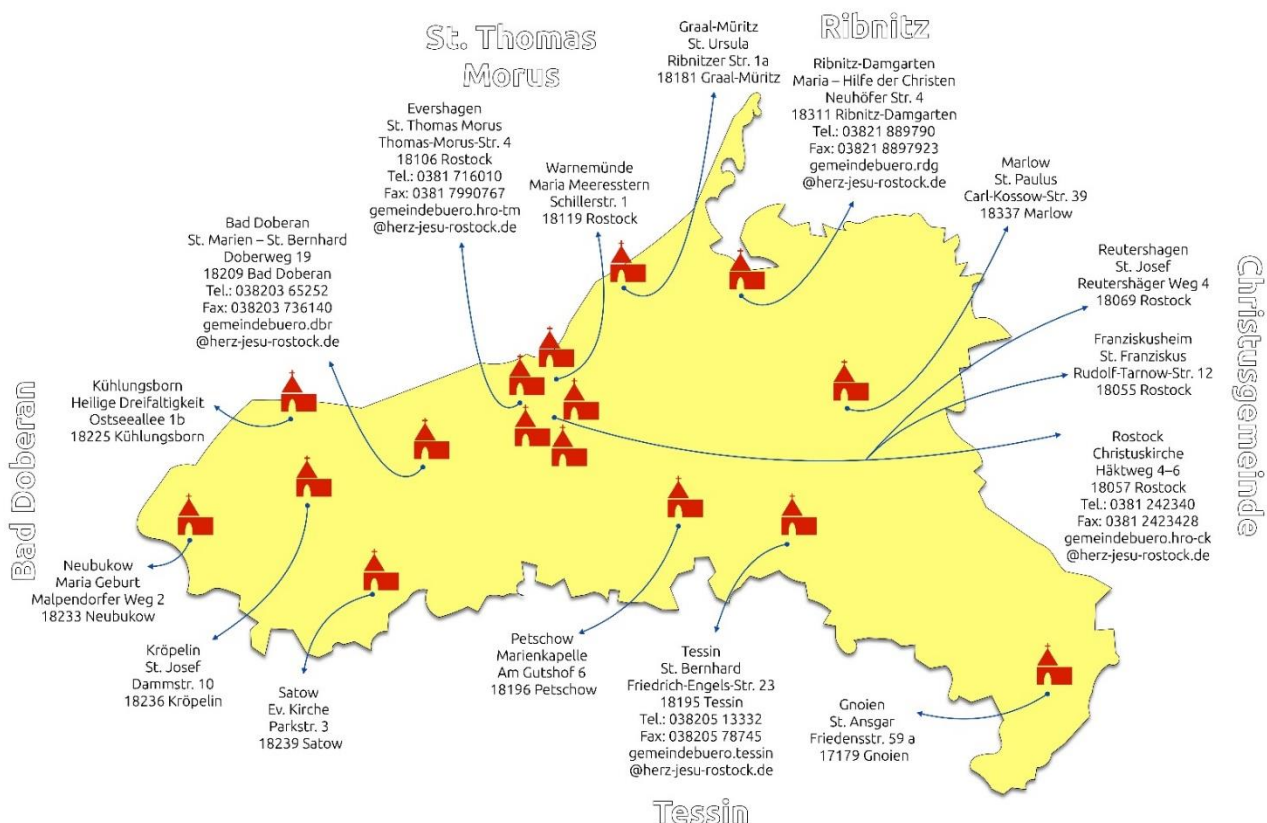 St. Thomas
Morus
Graal-Müritz
St. Ursula
Ribnitzer Str. 1a
18181 Graal-Müritz
Ribnitz
Ribnitz-Damgarten
Maria – Hilfe der Christen
Neuhöfer Str. 4
18311 Ribnitz-Damgarten
Tel.: 03821 889790
Fax: 03821 8897923
gemeindebuero.rdg
@herz-jesu-rostock.de
Evershagen
St. Thomas Morus
Thomas-Morus-Str. 4
18106 Rostock
Tel.: 0381 716010
Fax: 0381 7990767
gemeindebuero.hro-tm
@herz-jesu-rostock.de
Warnemünde
Maria Meeresstern
Schillerstr. 1
18119 Rostock
Marlow
St. Paulus
Carl-Kossow-Str. 39
18337 Marlow
Bad Doberan
St. Marien – St. Bernhard
Doberweg 19
18209 Bad Doberan
Tel.: 038203 65252
Fax: 038203 736140
gemeindebuero.dbr
@herz-jesu-rostock.de
Reutershagen
St. Josef
Reutershäger Weg 4
18069 Rostock
Christusgemeinde
Franziskusheim
St. Franziskus
Rudolf-Tarnow-Str. 12
18055 Rostock
Bad Doberan
Kühlungsborn
Heilige Dreifaltigkeit
Ostseeallee 1b
18225 Kühlungsborn
Rostock
Christuskirche
Häktweg 4–6
18057 Rostock
Tel.: 0381 242340
Fax: 0381 2423428
gemeindebuero.hro-ck
@herz-jesu-rostock.de
Neubukow
Maria Geburt
Malpendorfer Weg 2
18233 Neubukow
Kröpelin
St. Josef
Dammstr. 10
18236 Kröpelin
Satow
Ev. Kirche
Parkstr. 3
18239 Satow
Petschow
Marienkapelle
Am Gutshof 6
18196 Petschow
Tessin
St. Bernhard
Friedrich-Engels-Str. 23
18195 Tessin
Tel.: 038205 13332
Fax: 038205 78745
gemeindebuero.tessin
@herz-jesu-rostock.de
Gnoien
St. Ansgar
Friedensstr. 59 a
17179 Gnoien
Tessin